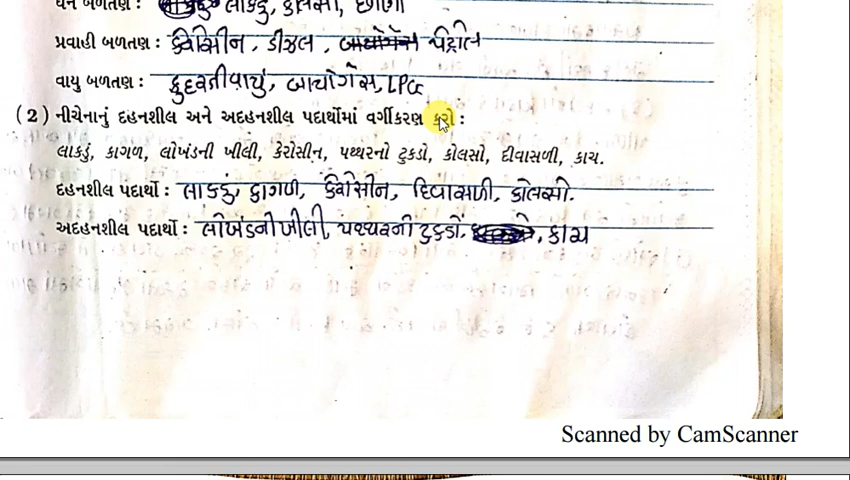 ઘન બળતણ : લાકડું, કોલસા, છાણા
પ્રવાહી બળતણ : કેરોસીન, ડીઝલ, પેટ્રોલ
વાયુ બળતણ : કુદરતીવાયું, બાયોગેસ, LPG
(2) નીચેનાનું દહનશીલ અને અદહનશીલ પદાર્થોમાં વર્ગીકરણ કરો :
લાકડું, કાગળ, લોખંડની ખીલી, કેરોસીન, પથ્થરનો ટુકડો, કોલસો, દીવાસળી, કાચ.
દહનશીલ પદાર્થો : લાકડું, કાગળ, કેરોસીન, દિવાસળી, કોલસો.
અદહનશીલ પદાર્થો : લોખંડની ખીલી, પથ્થરની ટુકડો, કાચ
Scanned by CamScanner